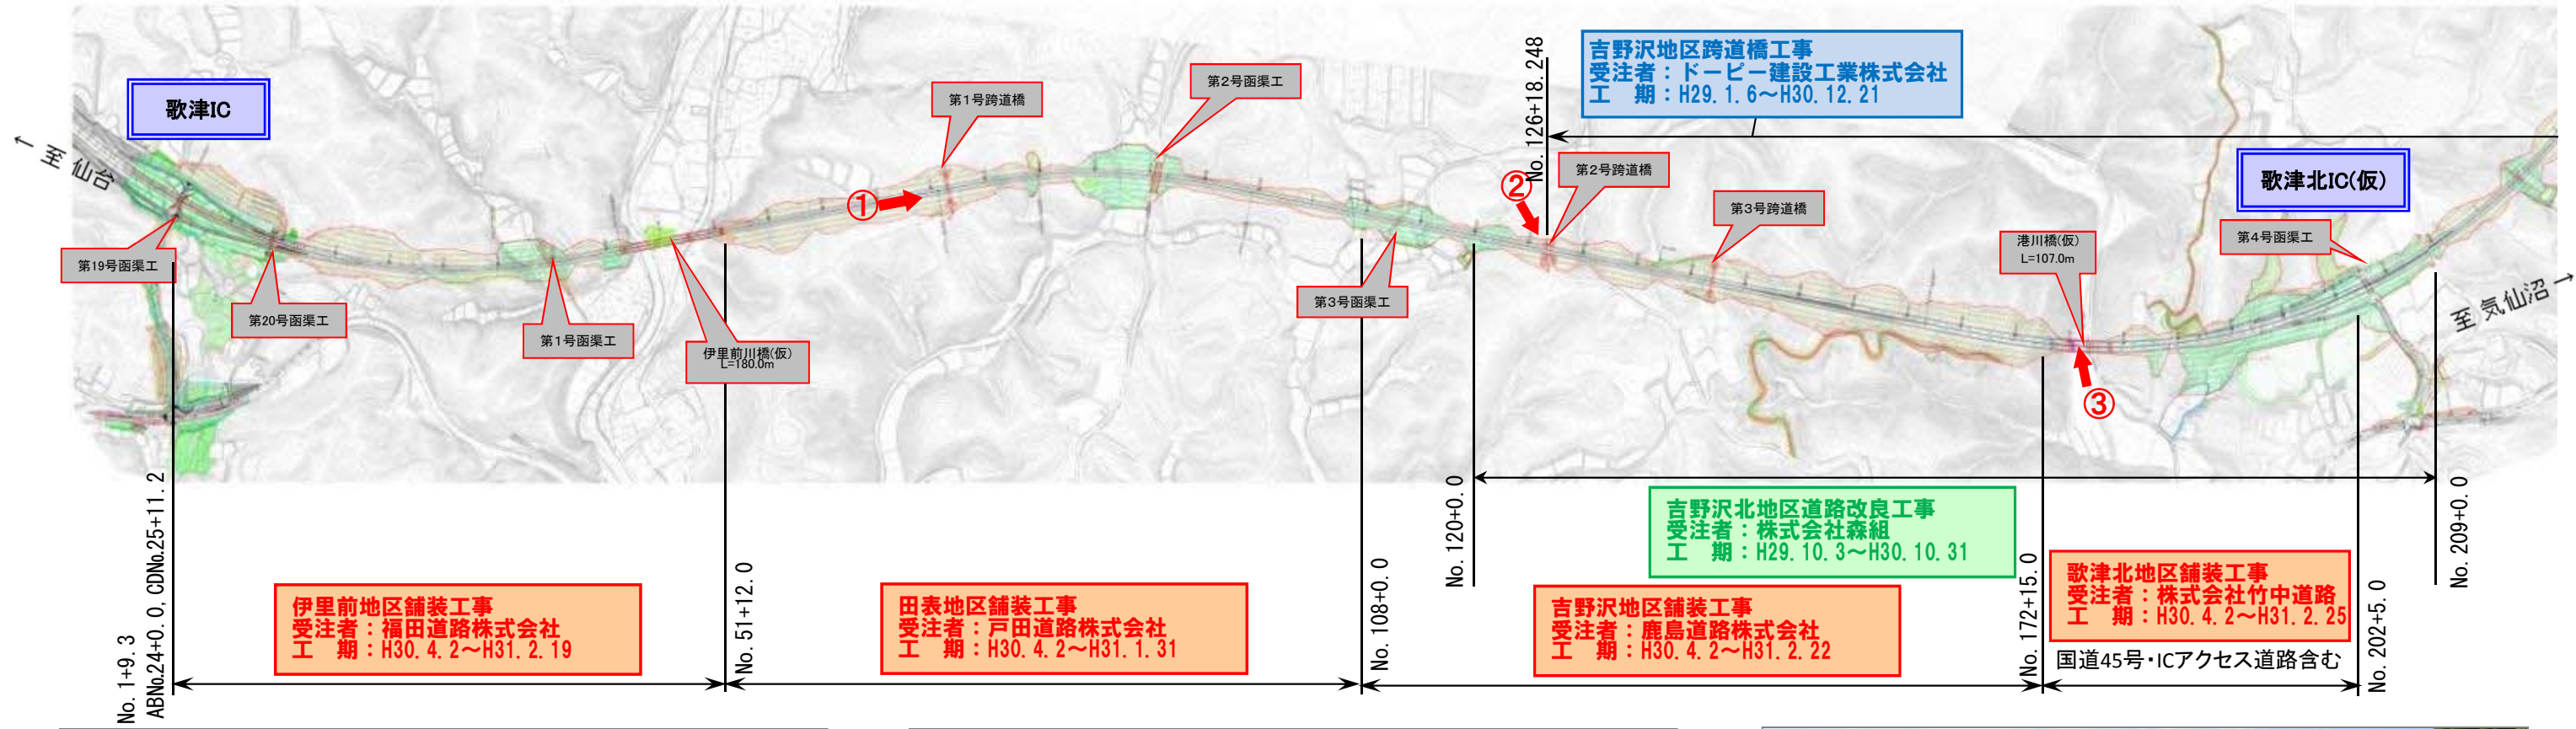 歌津IC
← 至 仙台
第19号函渠工
第20号函渠工
第1号函渠工
伊里前川橋(仮)
L=180.0m
第1号跨道橋
①
第2号函渠工
第3号函渠工
②
No. 126+18. 248
第2号跨道橋
吉野沢地区跨道橋工事
受注者：ドーピー建設工業株式会社
工　期：H29. 1. 6～H30. 12. 21
第3号跨道橋
港川橋(仮)
L=107.0m
③
歌津北IC(仮)
第4号函渠工
至 気仙沼 →
No. 1+9. 3
ABNo.24+0. 0, CDNo.25+11. 2
伊里前地区舗装工事
受注者：福田道路株式会社
工　期：H30. 4. 2～H31. 2. 19
No. 51+12. 0
田表地区舗装工事
受注者：戸田道路株式会社
工　期：H30. 4. 2～H31. 1. 31
No. 108+0. 0
No. 120+0. 0
吉野沢北地区道路改良工事
受注者：株式会社森組
工　期：H29. 10. 3～H30. 10. 31
吉野沢地区舗装工事
受注者：鹿島道路株式会社
工　期：H30. 4. 2～H31. 2. 22
No. 172+15. 0
歌津北地区舗装工事
受注者：株式会社竹中道路
工　期：H30. 4. 2～H31. 2. 25
国道45号・ICアクセス道路含む
No. 202+5. 0
No. 209+0. 0